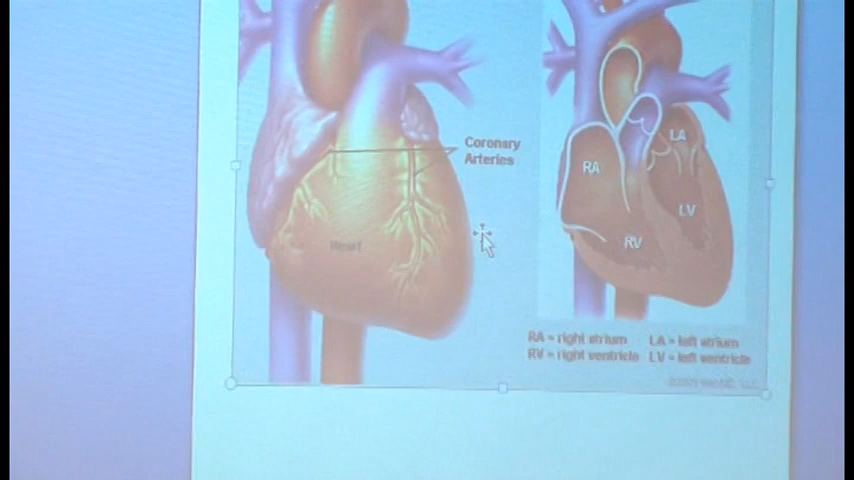 Coronary
Arteries
Heart
RA
LA
LV
RV
RA = right atrium LA = left atrium
RV = right ventricle LV = left ventricle